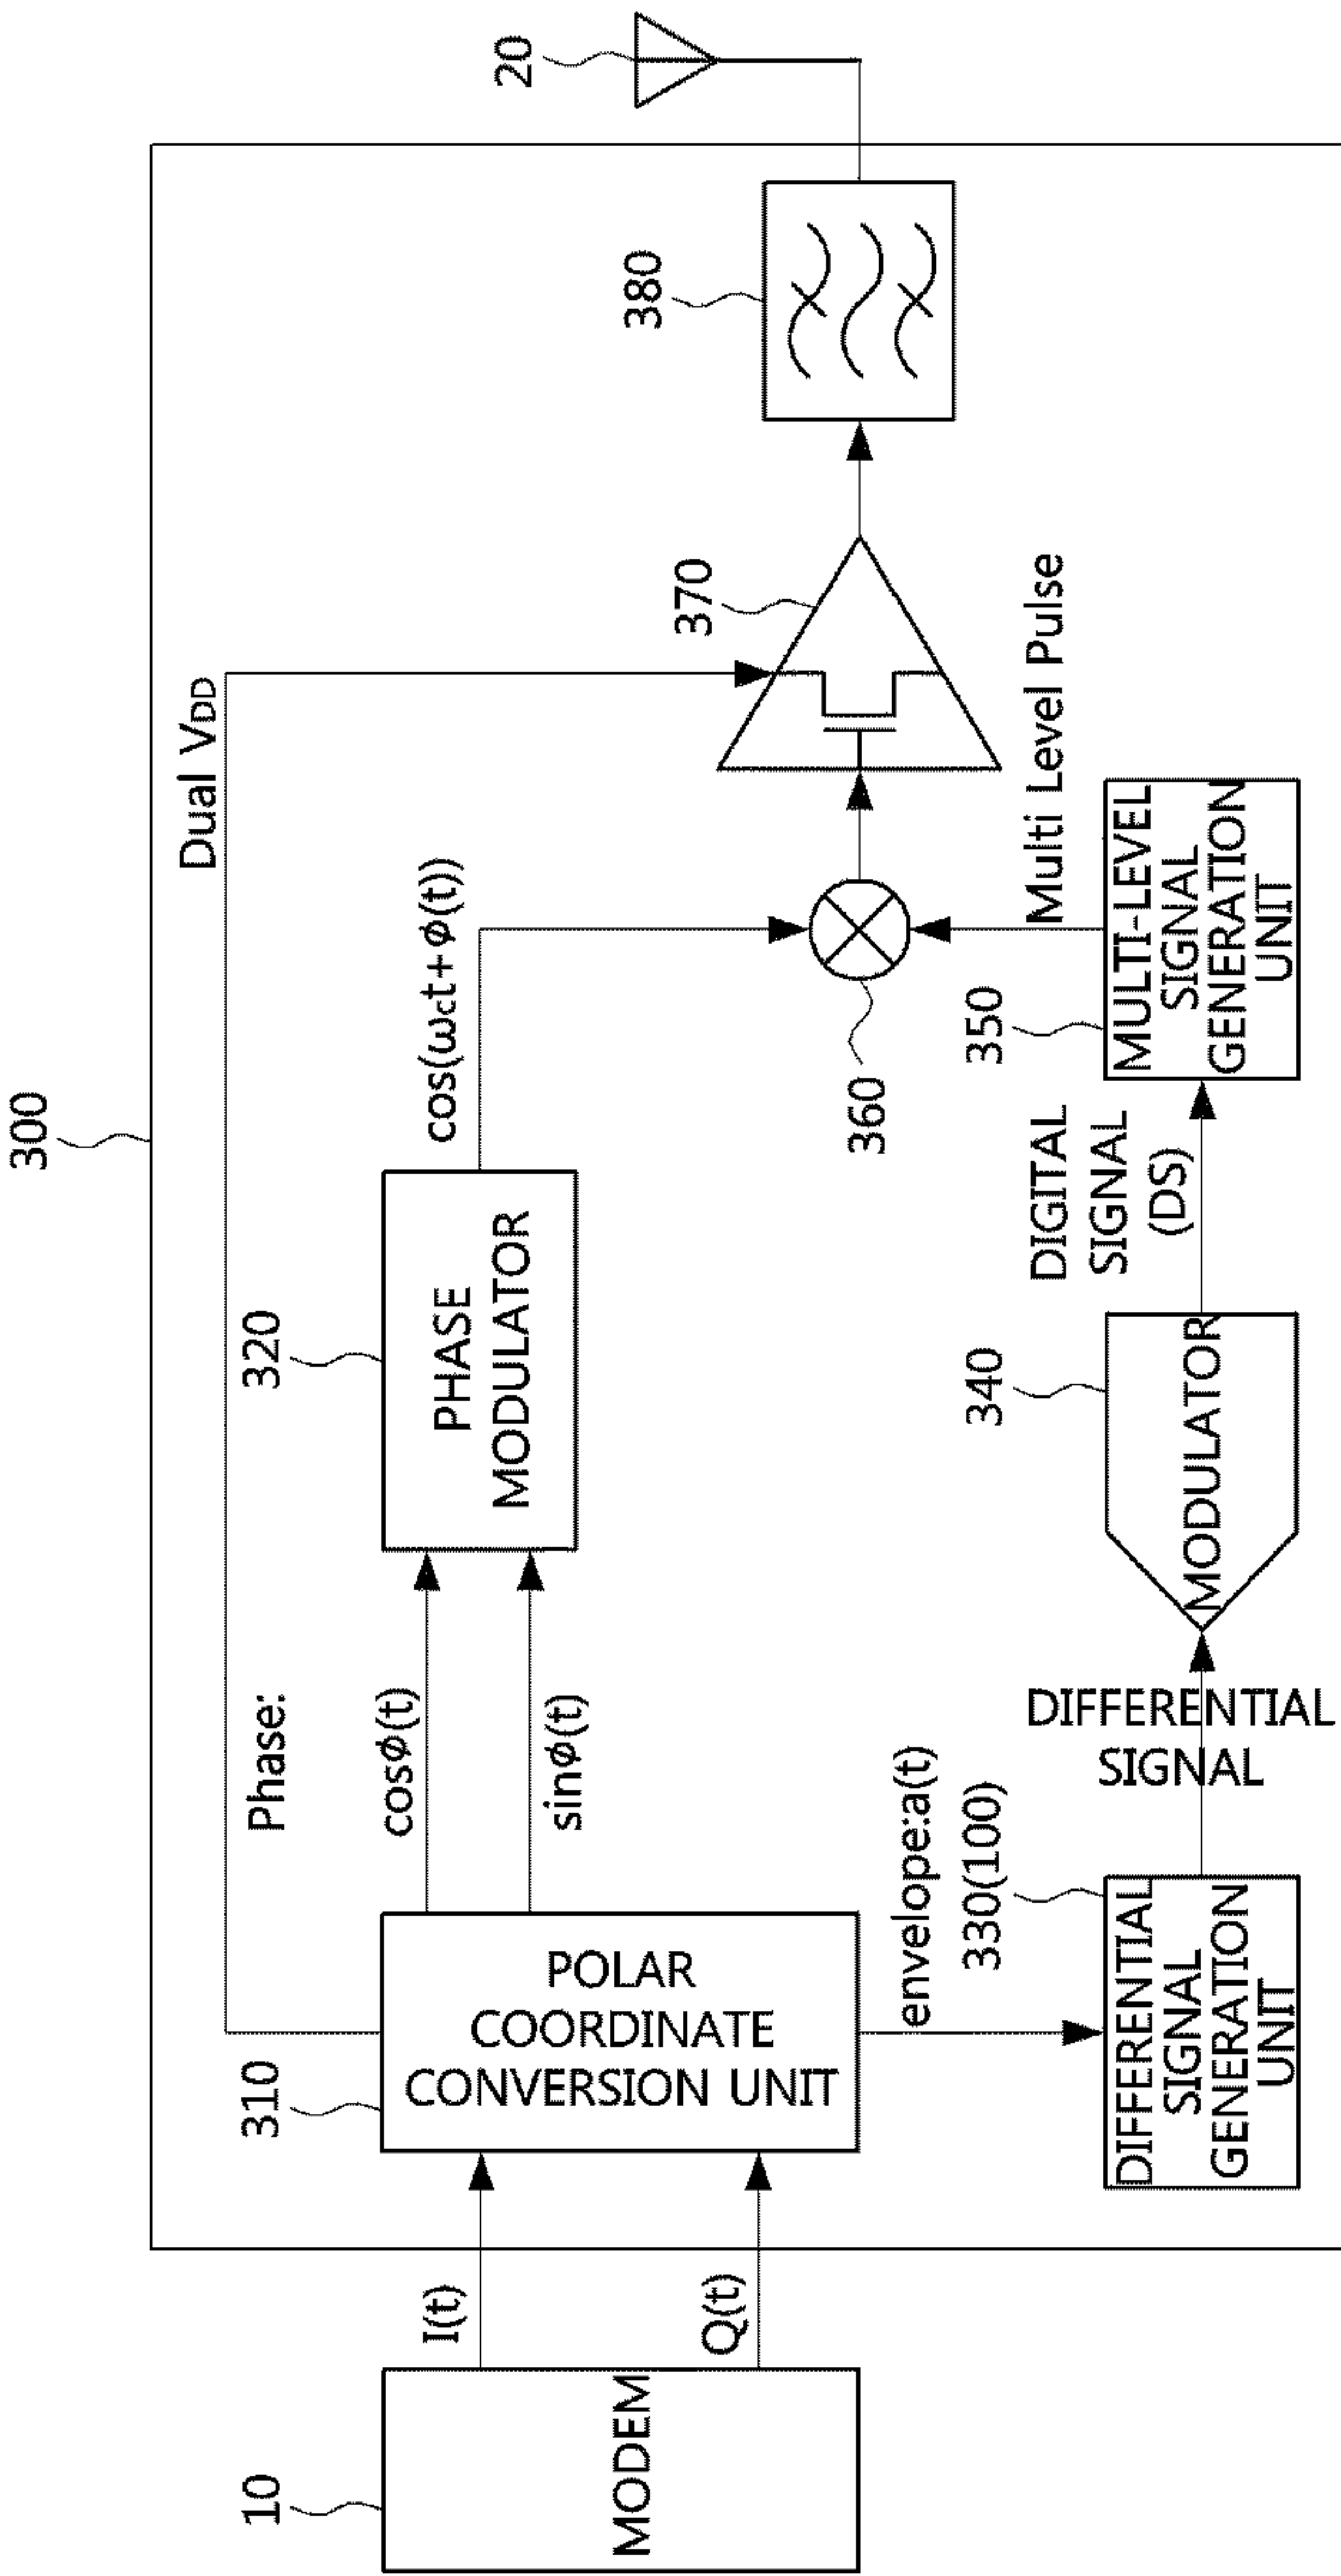 300
10
MODEM
I(t)
Q(t)
310
POLAR
COORDINATE
CONVERSION UNIT
Phase:
cosϕ(t)
sinϕ(t)
envelope:a(t)
330(100)
DIFFERENTIAL
SIGNAL
GENERATION
UNIT
320
PHASE
MODULATOR
DIFFERENTIAL
SIGNAL
340
MODULATOR
cos(ωct+ϕ(t))
DIGITAL
SIGNAL
(DS)
360
350
MULTI-LEVEL
SIGNAL
GENERATION
UNIT
Multi Level Pulse
Dual VDD
370
380
20